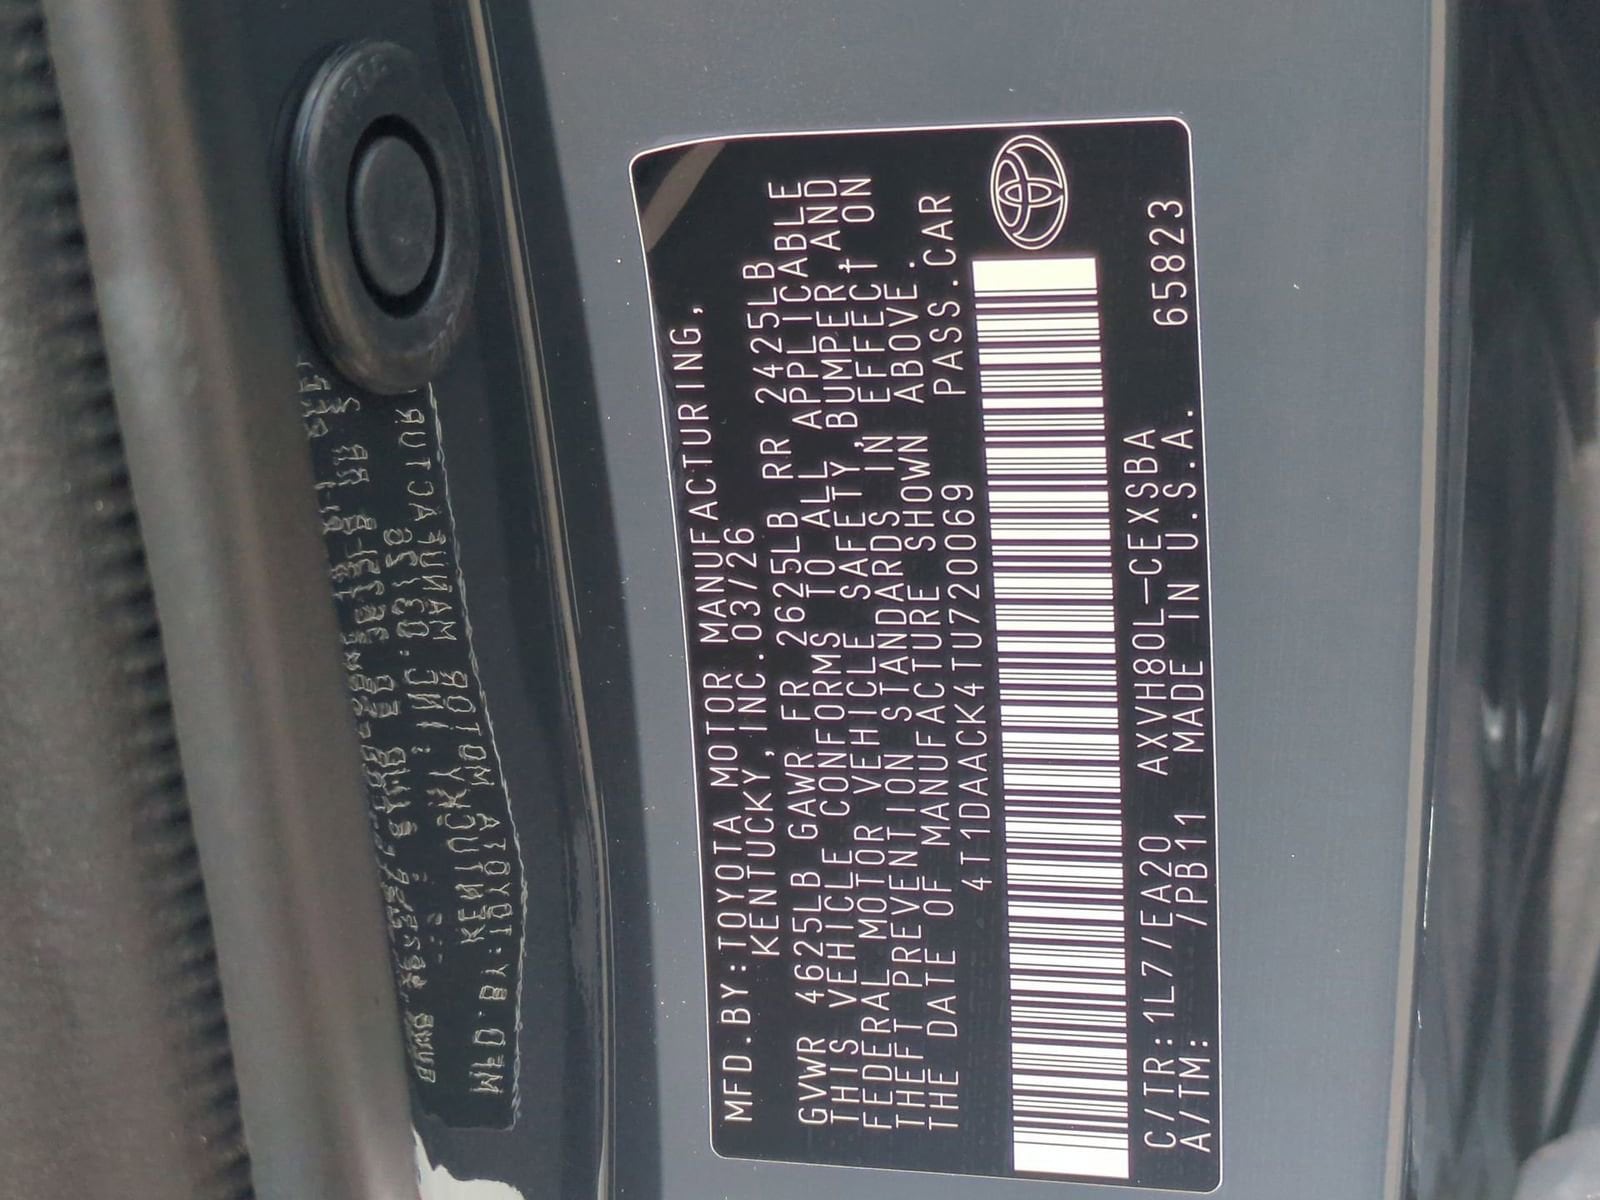 MFD.BY:TOYOTA MOTOR MANUFACTURING,
KENTUCKY,INC.03/26
GVWR 4625LB GAWR FR 2625LB RR 2425LB
THIS VEHICLE CONFORMS TO ALL APPLICABLE
FEDERAL MOTOR VEHICLE SAFETY,BUMPER,AND
THEFT PREVENTION STANDARDS IN EFFECT ON
THE DATE OF MANUFACTURE SHOWN ABOVE.
4T1DAACK4TU720069 PASS.CAR
C/TR:1L7/EA20 AXVH80L-CEXSBA
A/TM: /PB11 MADE IN U.S.A. 65823